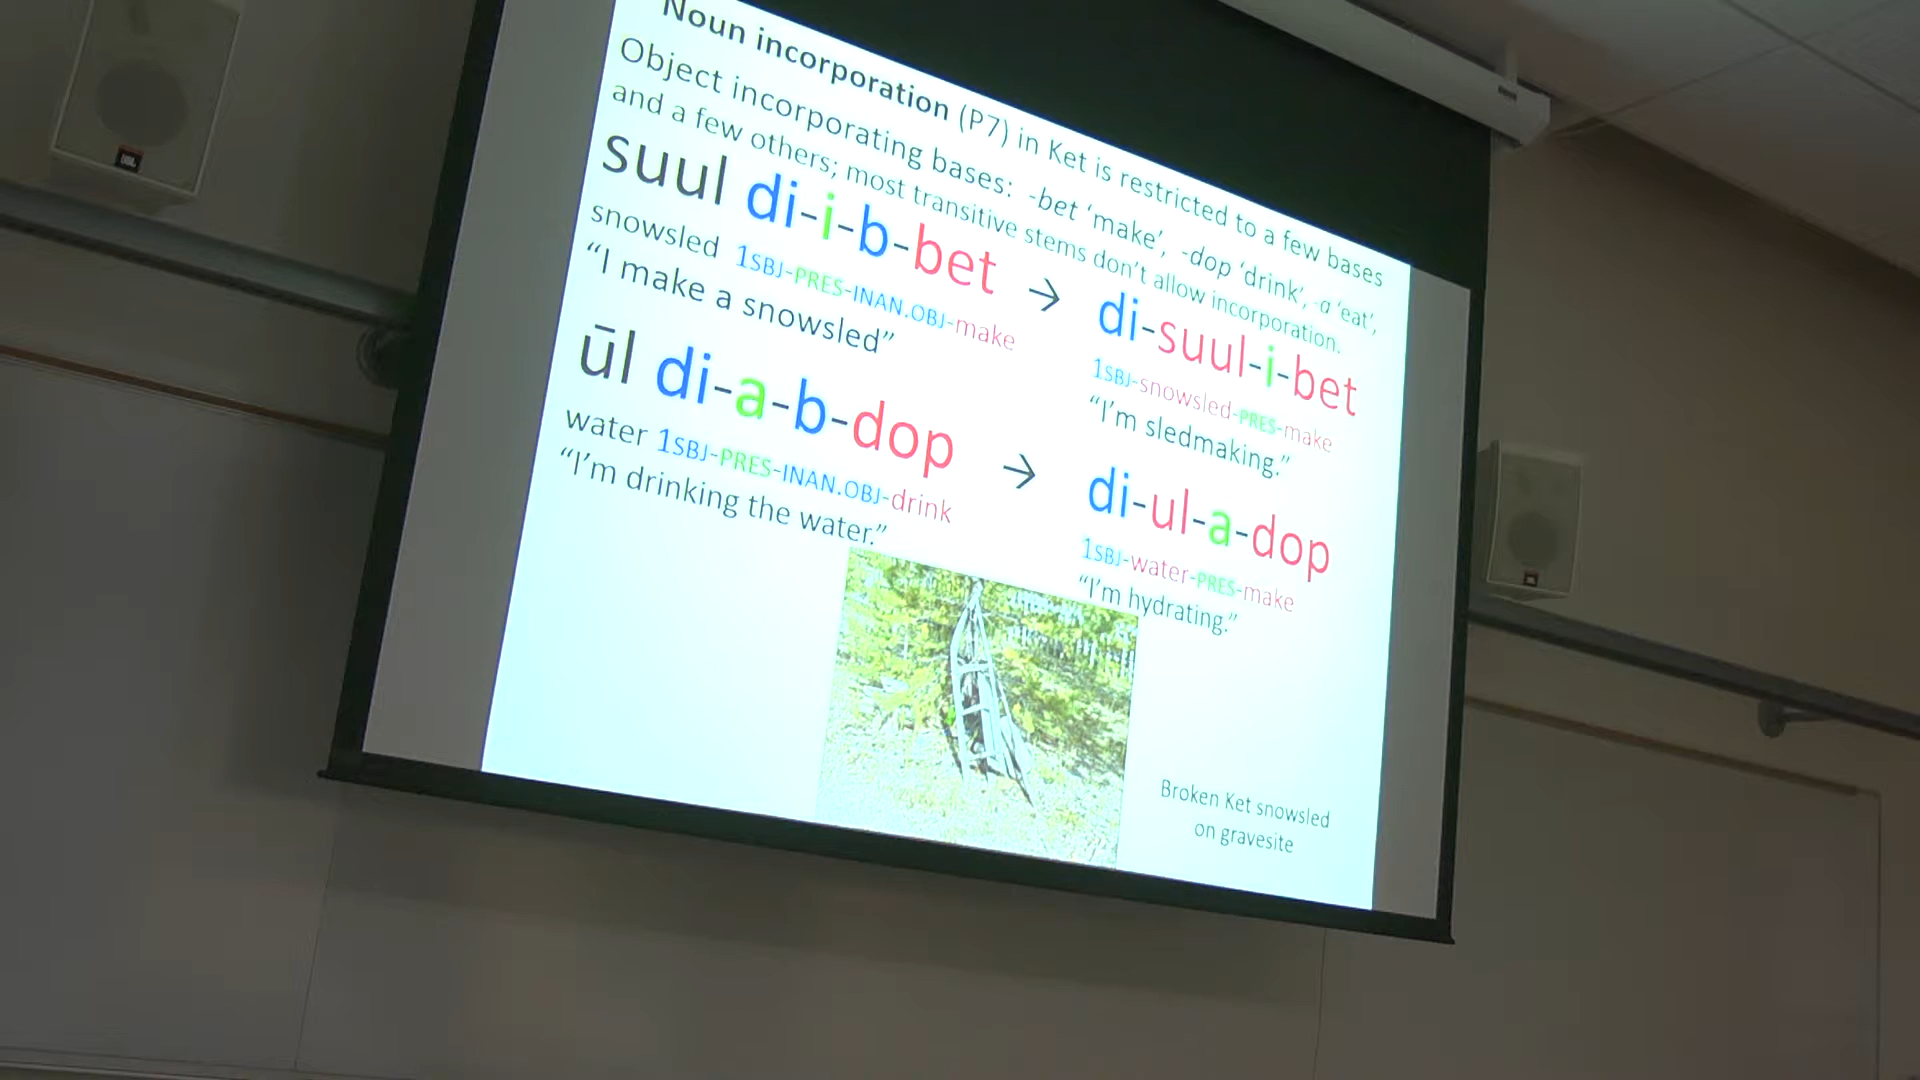 Noun incorporation (P7) in Ket is restricted to a few bases
Object incorporating bases: -bet ‘make’, -dop ‘drink’, -a ‘eat’,
and a few others; most transitive stems don’t allow incorporation.
suul di-i-b-bet →
snowsled 1SBJ-PRES-INAN.OBJ-make
“I make a snowsled”
di-suul-i-bet
1SBJ-snowsled-PRES-make
“I’m sledmaking.”
ūl di-a-b-dop →
water 1SBJ-PRES-INAN.OBJ-drink
“I’m drinking the water.”
di-ul-a-dop
1SBJ-water-PRES-make
“I’m hydrating.”
Broken Ket snowsled
on gravesite
JBL